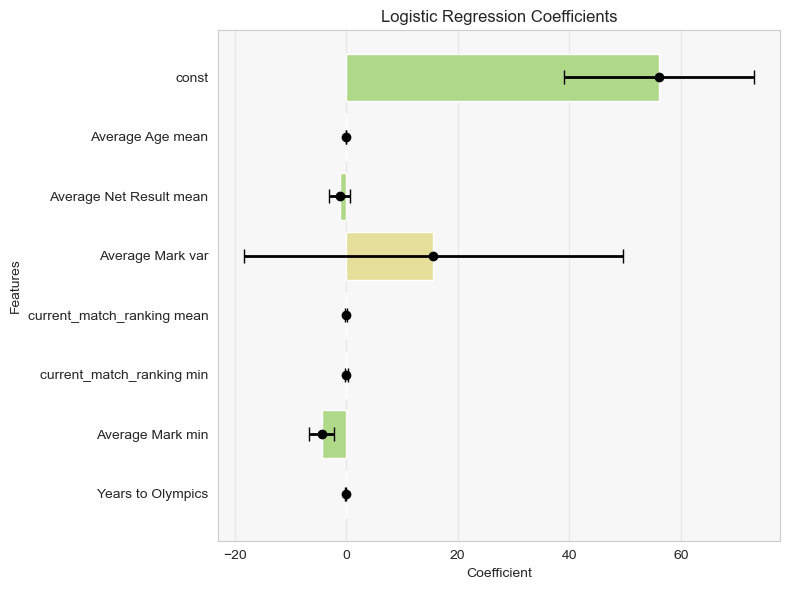 Logistic Regression Coefficients
const
Average Age mean
Average Net Result mean
Average Mark var
current_match_ranking mean
current_match_ranking min
Average Mark min
Years to Olympics
Features
−20
0
20
40
60
Coefficient